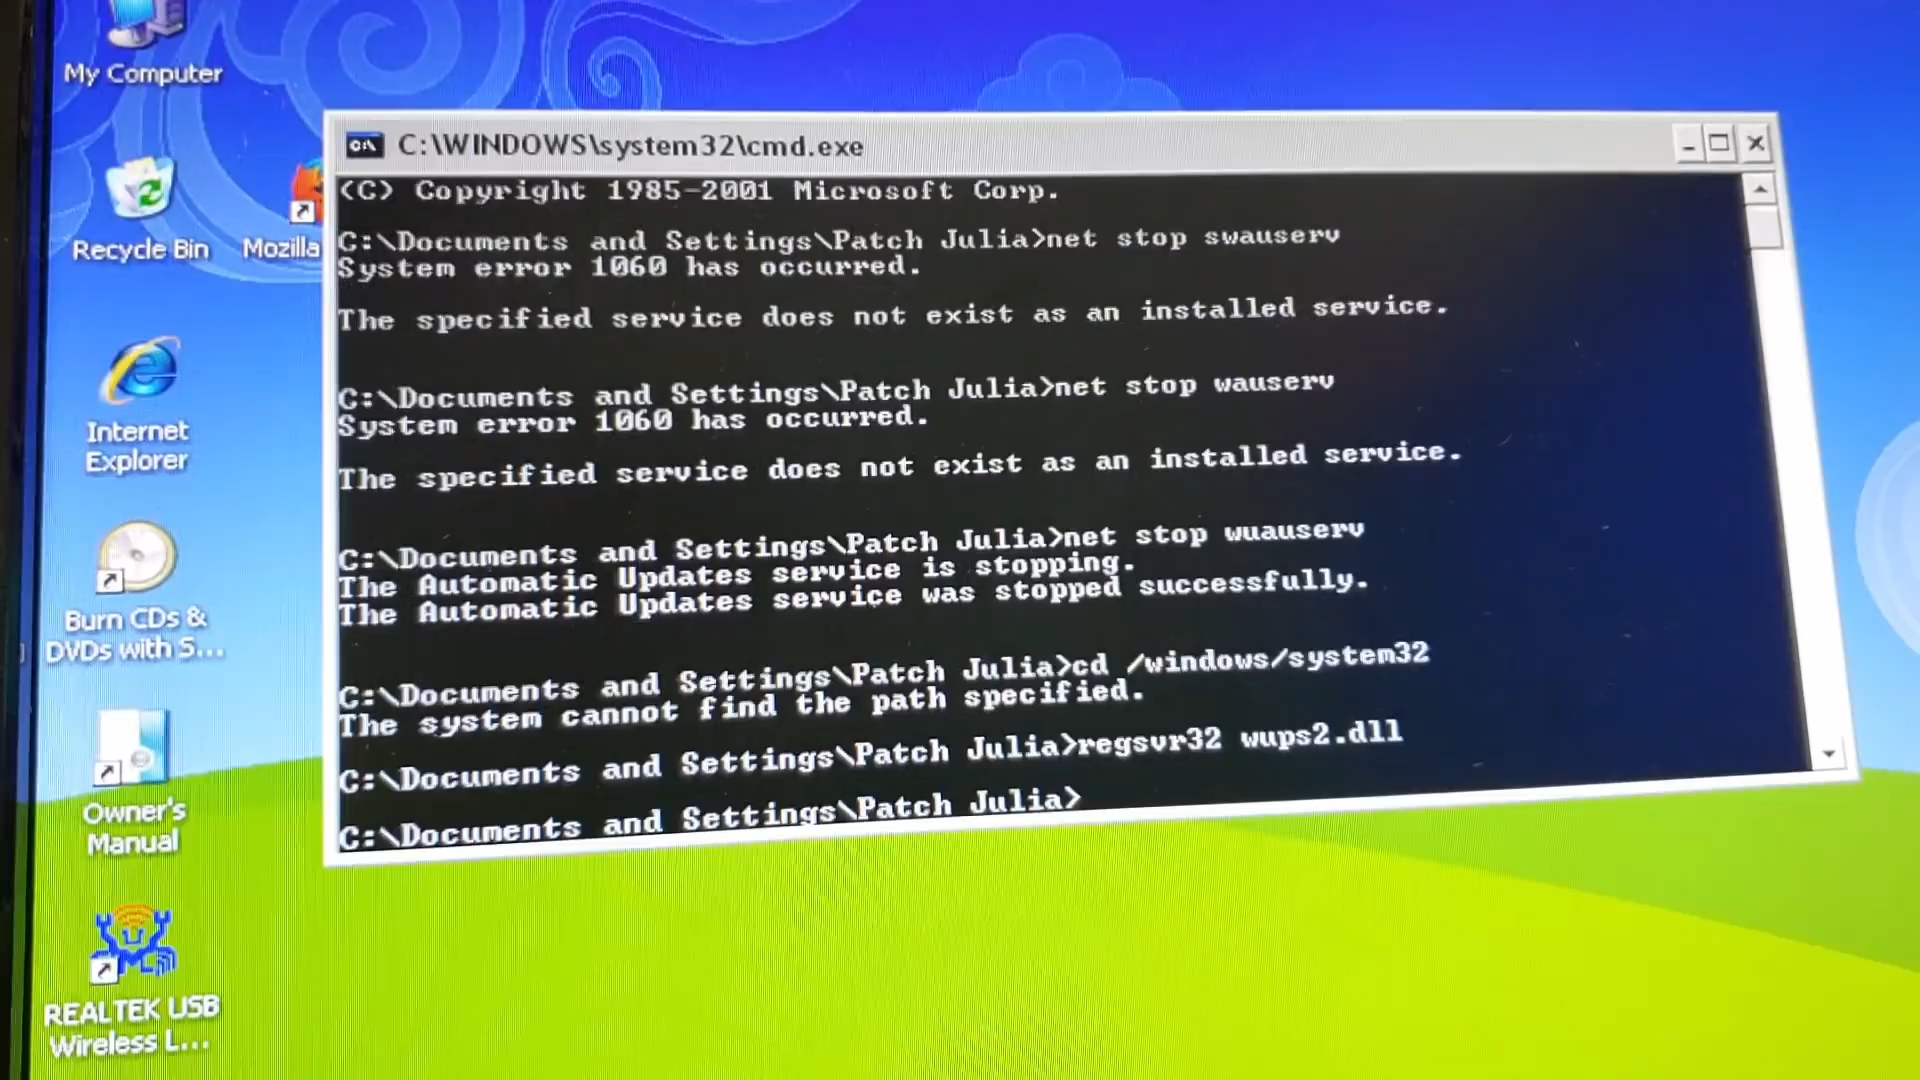 My Computer
Recycle Bin
Mozilla
Internet
Explorer
Burn CDs &
DVDs with S...
Owner's
Manual
REALTEK USB
Wireless L...
C:\WINDOWS\system32\cmd.exe
(C) Copyright 1985-2001 Microsoft Corp.
C:\Documents and Settings\Patch Julia>net stop swauserv
System error 1060 has occurred.
The specified service does not exist as an installed service.
C:\Documents and Settings\Patch Julia>net stop wauserv
System error 1060 has occurred.
The specified service does not exist as an installed service.
C:\Documents and Settings\Patch Julia>net stop wuauserv
The Automatic Updates service is stopping.
The Automatic Updates service was stopped successfully.
C:\Documents and Settings\Patch Julia>cd /windows/system32
The system cannot find the path specified.
C:\Documents and Settings\Patch Julia>regsvr32 wups2.dll
C:\Documents and Settings\Patch Julia>